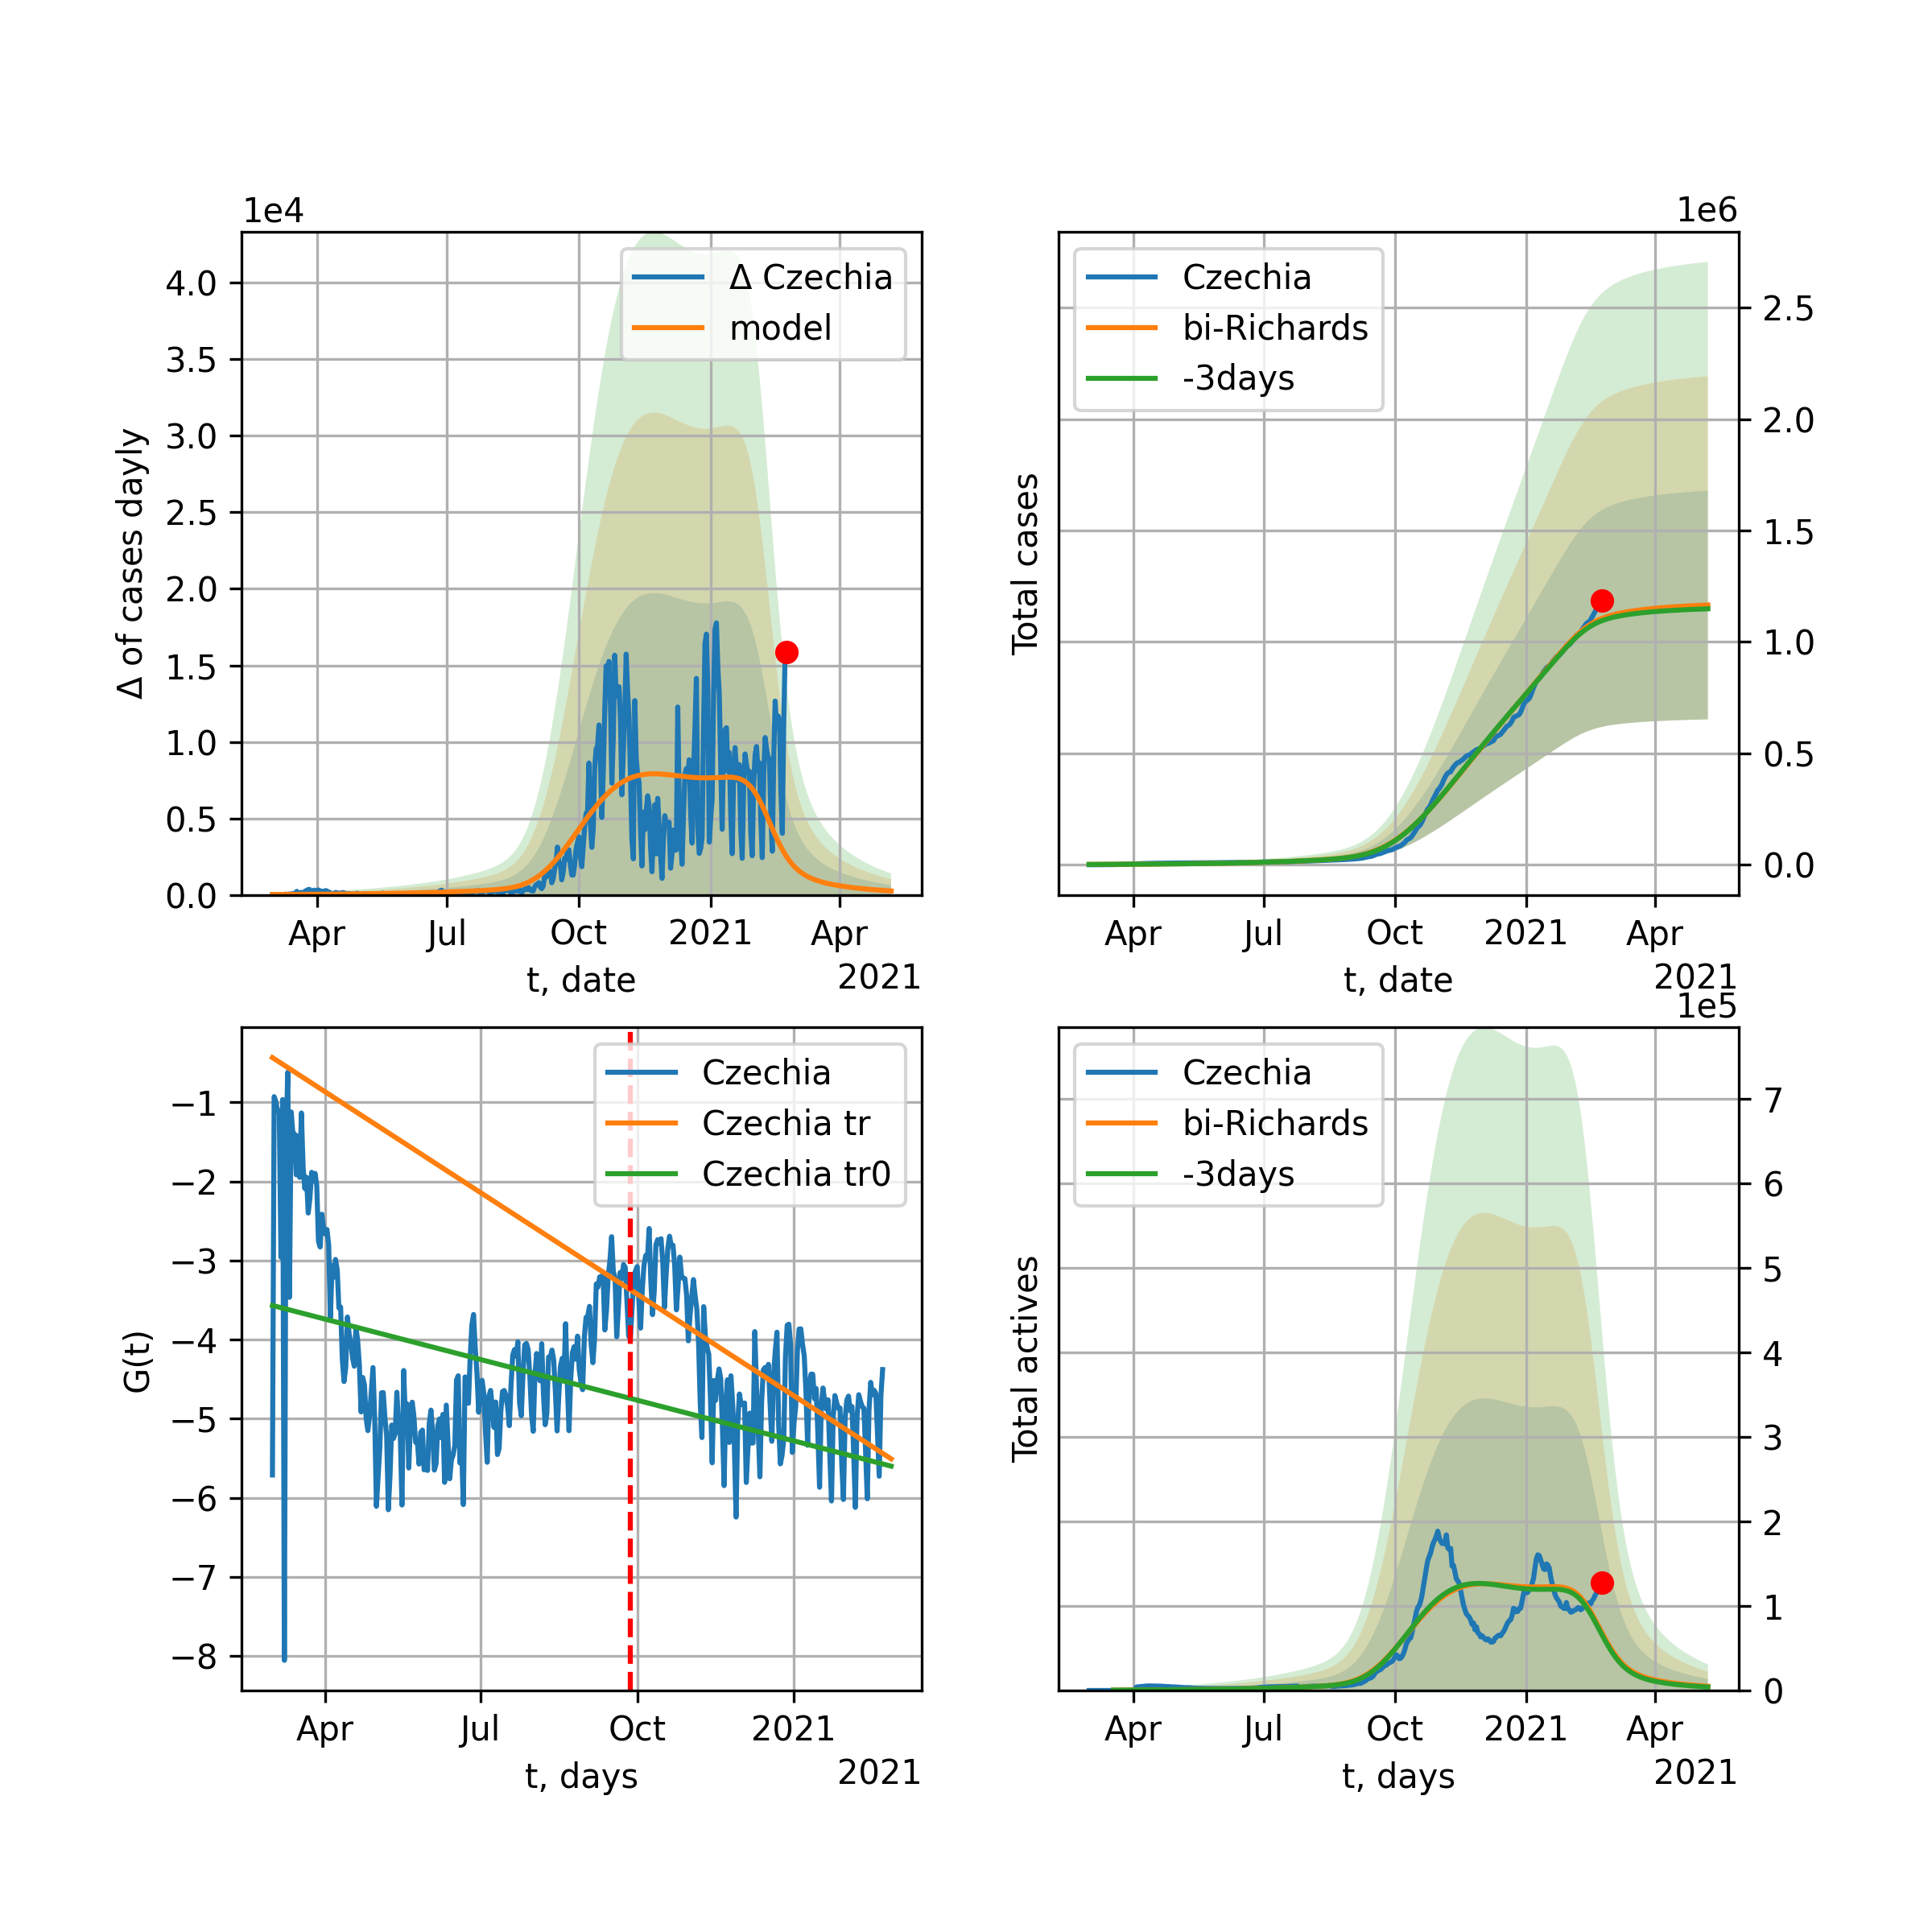 1e4
Δ of cases dayly
4.0
3.5
3.0
2.5
2.0
1.5
1.0
0.5
0.0
Δ Czechia
model
Apr Jul Oct 2021 Apr
t, date
2021
1e6
Total cases
Czechia
bi-Richards
-3days
2.5
2.0
1.5
1.0
0.5
0.0
Apr Jul Oct 2021 Apr
t, date
2021
G(t)
−1
−2
−3
−4
−5
−6
−7
−8
Czechia
Czechia tr
Czechia tr0
Apr Jul Oct 2021
t, days
2021
1e5
Total actives
Czechia
bi-Richards
-3days
7
6
5
4
3
2
1
0
Apr Jul Oct 2021 Apr
t, days
2021